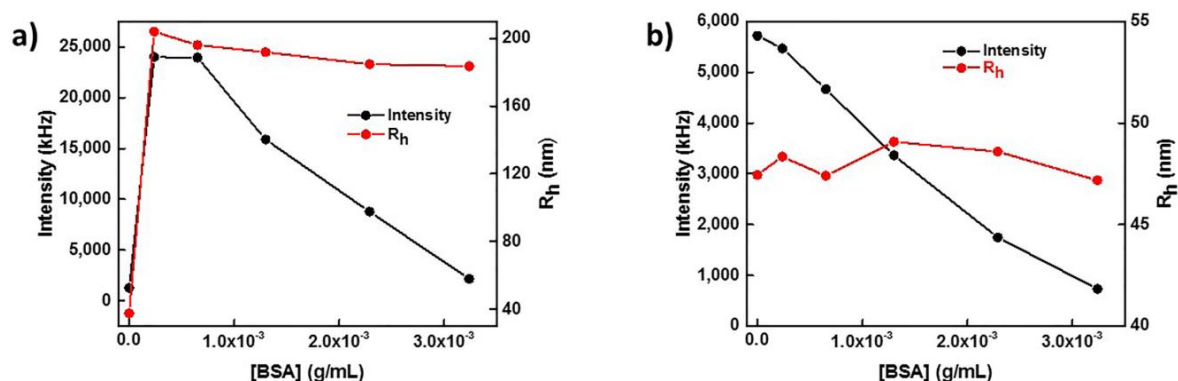 a)
Intensity (kHz)
25,000
20,000
15,000
10,000
5,000
0
Intensity
Rh
200
160
120
80
40
Rh (nm)
0.0 1.0x10-3 2.0x10-3 3.0x10-3
[BSA] (g/mL)
b)
Intensity (kHz)
6,000
5,000
4,000
3,000
2,000
1,000
0
Intensity
Rh
55
50
45
40
Rh (nm)
0.0 1.0x10-3 2.0x10-3 3.0x10-3
[BSA] (g/mL)